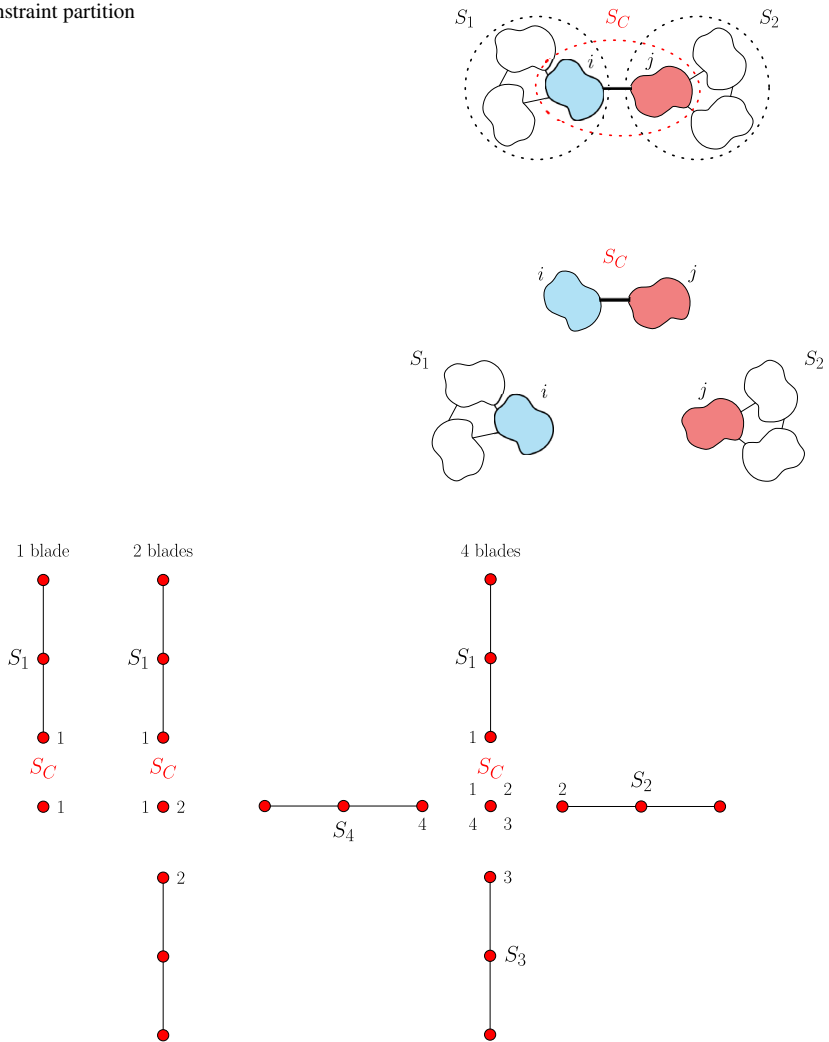 nstraint partition
S_1 S_C S_2
i j
S_C
i j
S_1 S_2
i j
1 blade 2 blades 4 blades
S_1 S_1 S_1
1 1 1
S_C S_C S_C
1 2 2 S_2
1 1 2 S_4 4 4 3
2 3
S_3